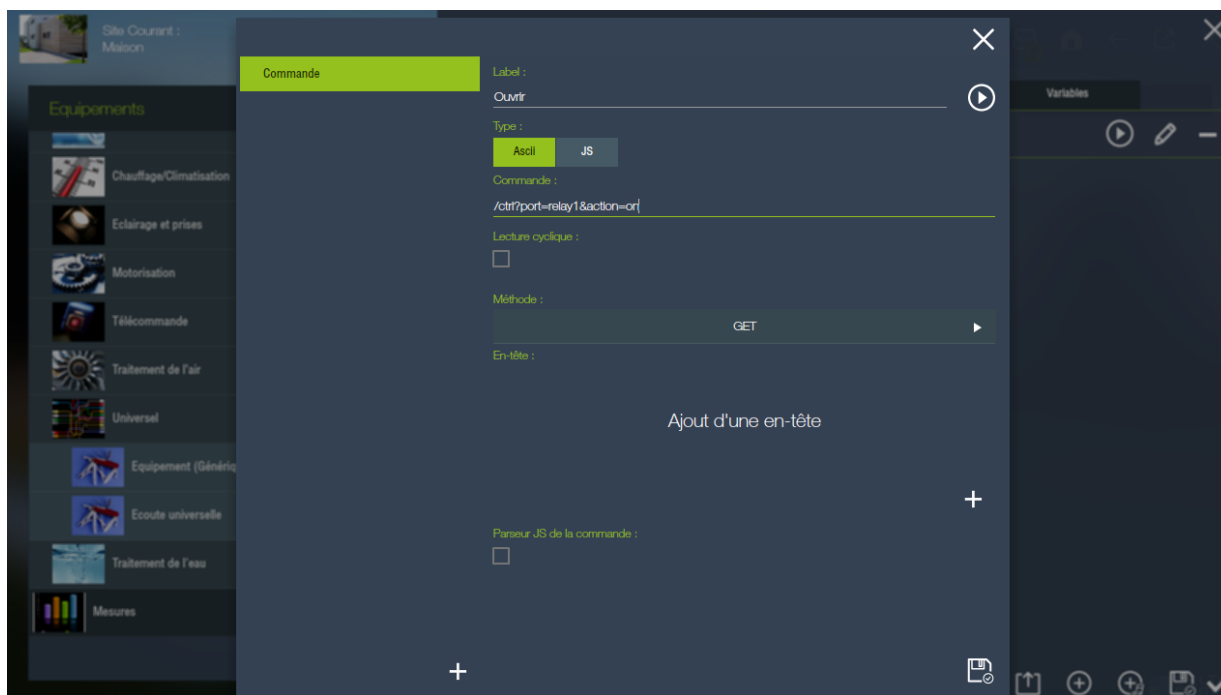 Site Courant :
Maison
Equipements
Chauffage/Climatisation
Eclairage et prises
Motorisation
Télécommande
Traitement de l'air
Universel
Equipement (Génériq
Ecoute universelle
Traitement de l'eau
Mesures
Commande
Label :
Ouvrir
Type :
Ascii JS
Commande :
/ctrl?port=relay1&action=on
Lecture cyclique :
Méthode :
GET
En-tête :
Ajout d'une en-tête
Parseur JS de la commande :
Variables